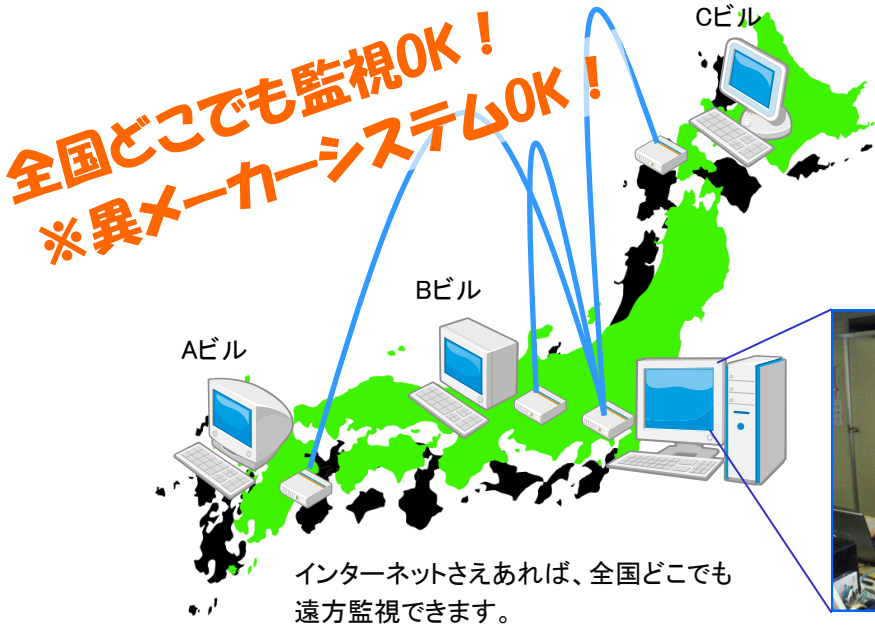 全国どこでも監視OK！
※異メーカーシステムOK！
Cビル
Bビル
Aビル
インターネットさえあれば、全国どこでも
遠方監視できます。